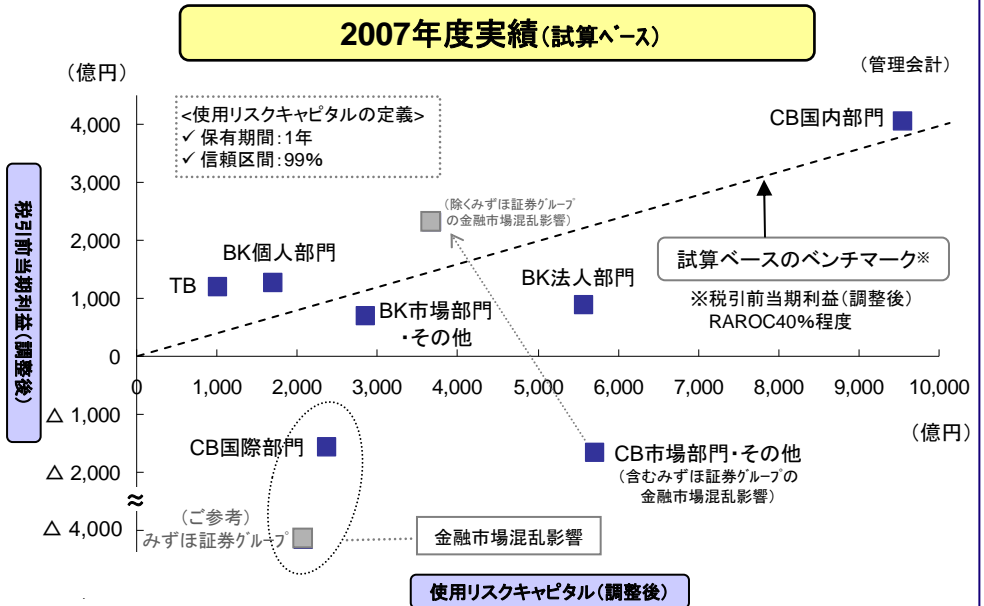 2007年度実績(試算ベース)
(億円)
(管理会計)
<使用リスクキャピタルの定義>
✓ 保有期間:1年
✓ 信頼区間:99%
税引前当期利益(調整後)
4,000
3,000
2,000
1,000
0
△ 1,000
△ 2,000
≈
△ 4,000
0
1,000
2,000
3,000
4,000
5,000
6,000
7,000
8,000
9,000
10,000
(億円)
CB国内部門
(除くみずほ証券グループ
の金融市場混乱影響)
TB
BK個人部門
BK市場部門
・その他
BK法人部門
試算ベースのベンチマーク※
※税引前当期利益(調整後)
RAROC40%程度
CB国際部門
CB市場部門・その他
(含むみずほ証券グループの
金融市場混乱影響)
(ご参考)
みずほ証券グループ
金融市場混乱影響
使用リスクキャピタル(調整後)